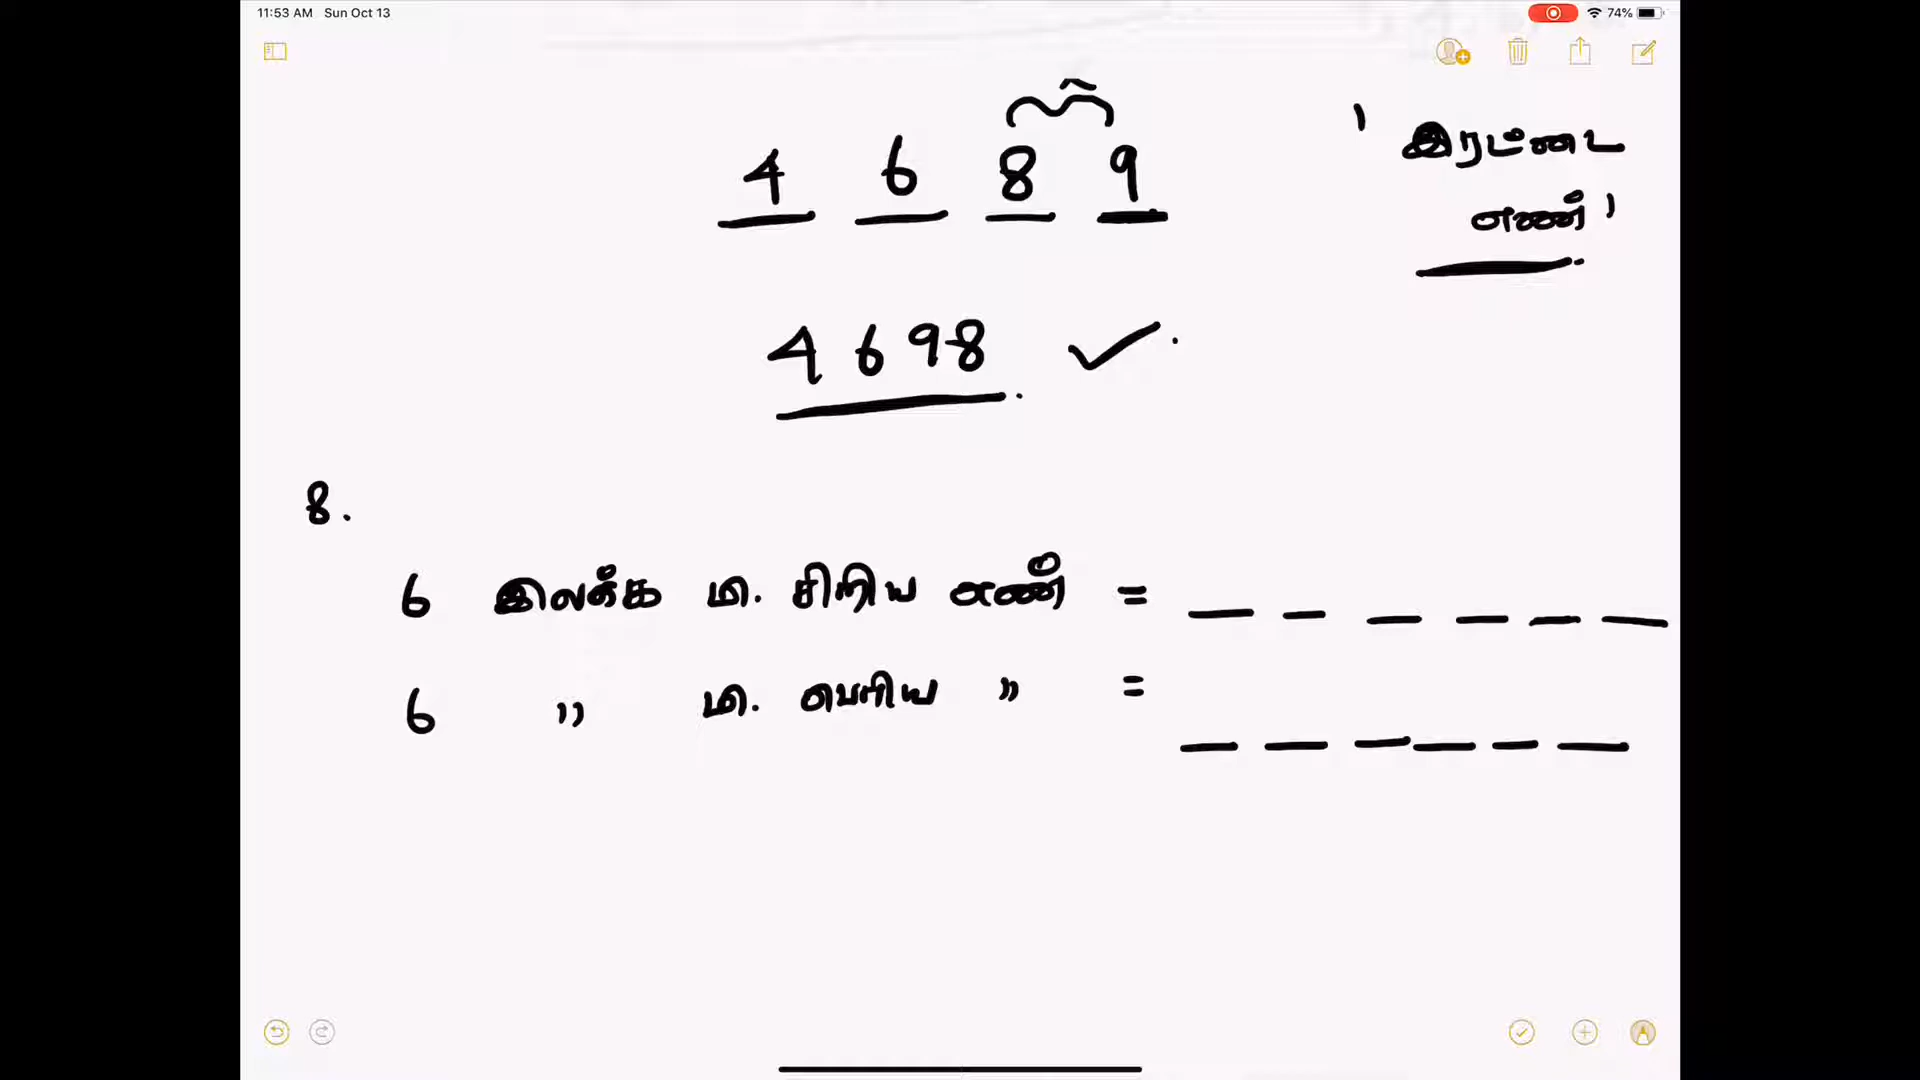 11:53 AM Sun Oct 13
74%
4 6 8 9
' இரட்டை
எண் '
4698 ✓.
8.
6 இலக்க மி. சிறிய எண் = _ _ _ _ _ _
6 " மி. பெரிய " =
_ _ _ _ _ _